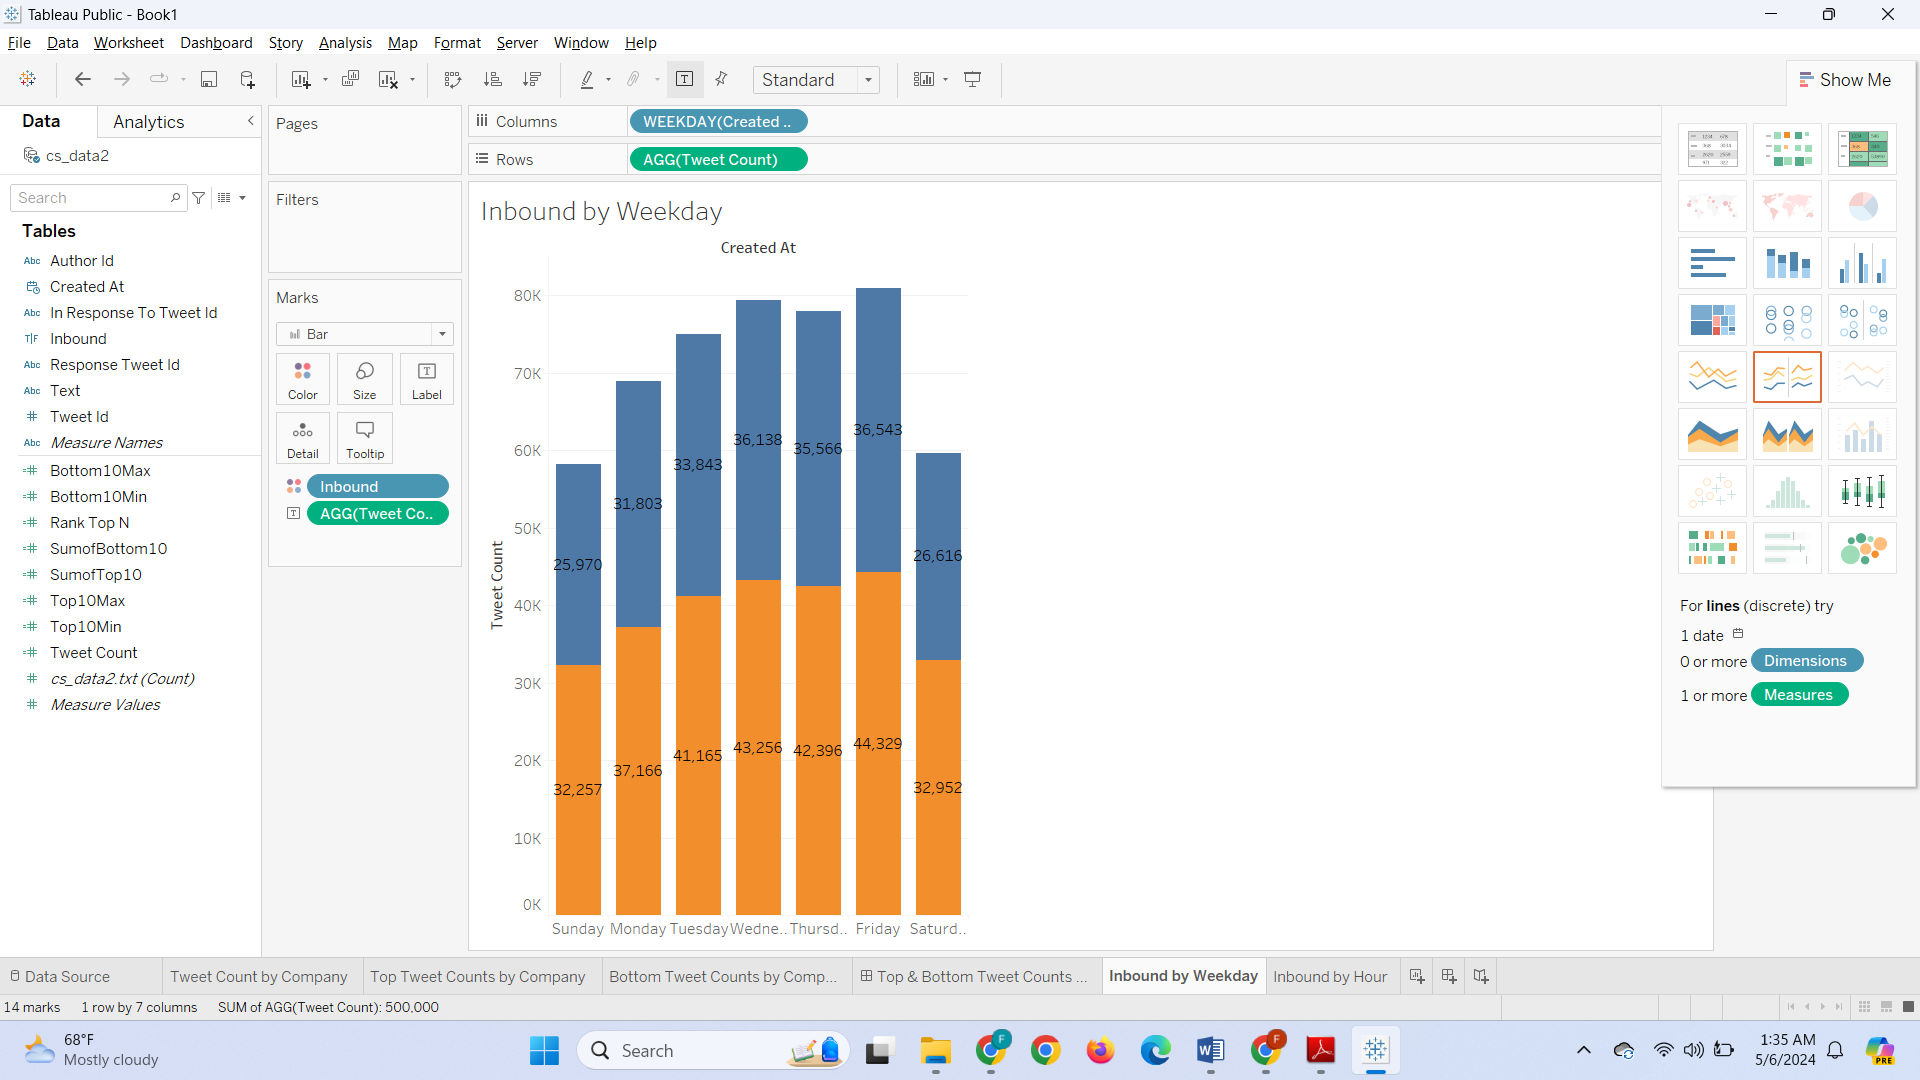 Tableau Public - Book1
File Data Worksheet Dashboard Story Analysis Map Format Server Window Help
Standard
Show Me
Data Analytics
cs_data2
Search
Tables
Abc Author Id
Created At
Abc In Response To Tweet Id
T|F Inbound
Abc Response Tweet Id
Abc Text
# Tweet Id
Abc Measure Names
Bottom10Max
Bottom10Min
Rank Top N
SumofBottom10
SumofTop10
Top10Max
Top10Min
Tweet Count
cs_data2.txt (Count)
Measure Values
Pages
Filters
Marks
Bar
Color Size Label
Detail Tooltip
Inbound
AGG(Tweet Co..
Columns WEEKDAY(Created ..
Rows AGG(Tweet Count)
Inbound by Weekday
Created At
Tweet Count
80K
70K
60K
50K
40K
30K
20K
10K
0K
25,970
31,803
33,843
36,138
35,566
36,543
26,616
32,257
37,166
41,165
43,256
42,396
44,329
32,952
Sunday Monday Tuesday Wedne.. Thursd.. Friday Saturd..
For lines (discrete) try
1 date
0 or more Dimensions
1 or more Measures
Data Source Tweet Count by Company Top Tweet Counts by Company Bottom Tweet Counts by Comp... Top & Bottom Tweet Counts ... Inbound by Weekday Inbound by Hour
14 marks 1 row by 7 columns SUM of AGG(Tweet Count): 500,000
68°F
Mostly cloudy
Search
1:35 AM
5/6/2024
PRE